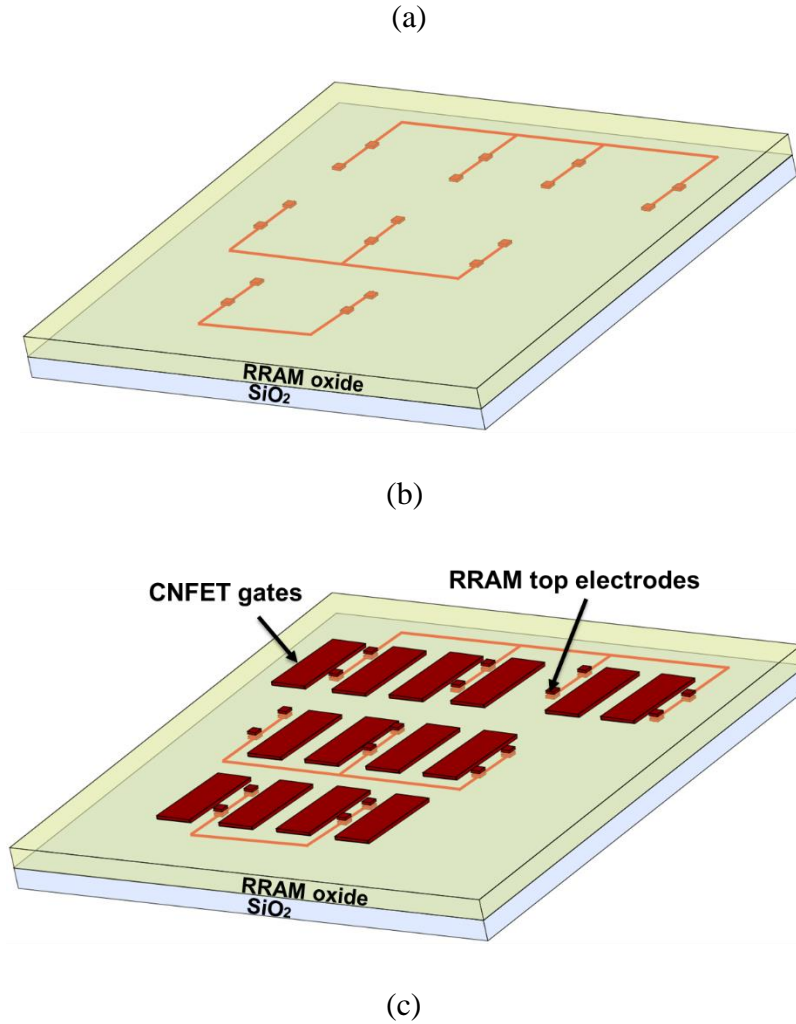 (a)
RRAM oxide
SiO₂
(b)
CNFET gates
RRAM top electrodes
RRAM oxide
SiO₂
(c)